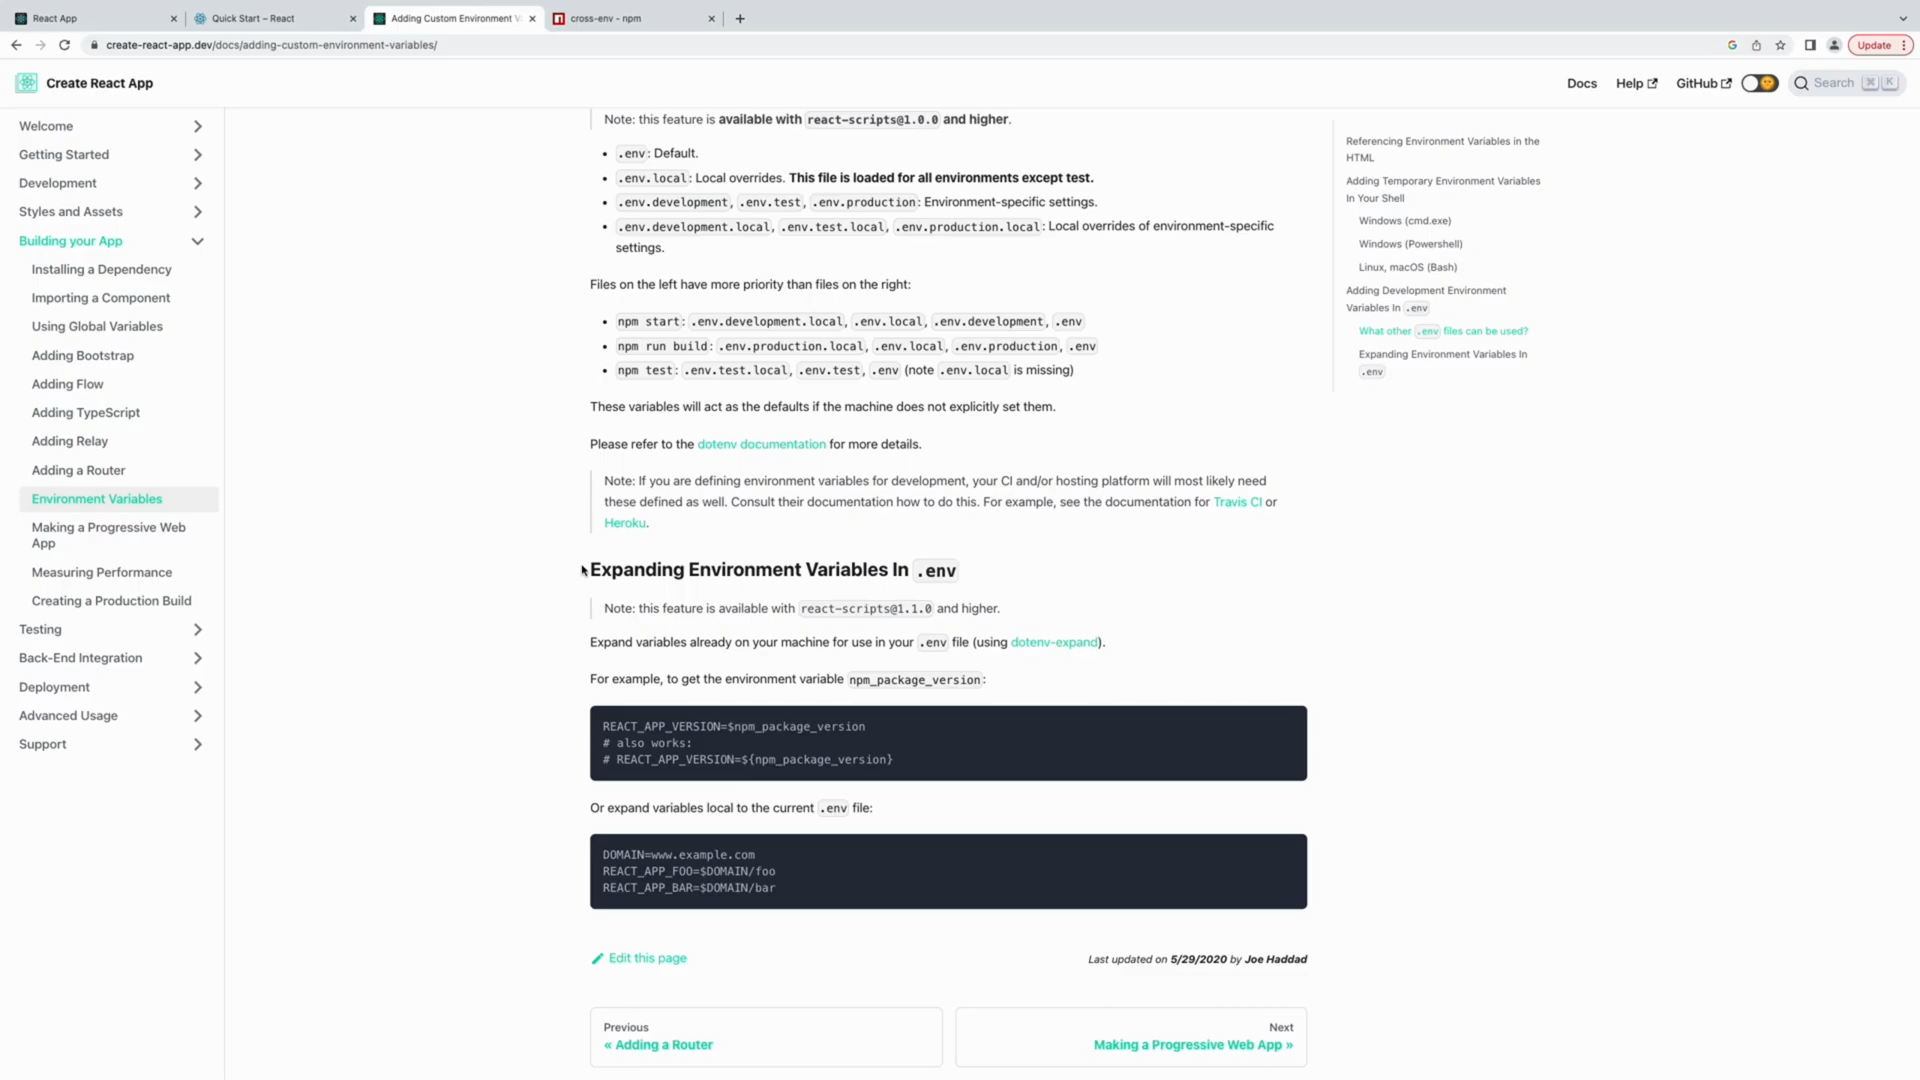 React App
Quick Start – React
Adding Custom Environment V
cross-env - npm
create-react-app.dev/docs/adding-custom-environment-variables/
Update
Create React App
Docs
Help
GitHub
Search
⌘
K
Welcome
Getting Started
Development
Styles and Assets
Building your App
Installing a Dependency
Importing a Component
Using Global Variables
Adding Bootstrap
Adding Flow
Adding TypeScript
Adding Relay
Adding a Router
Environment Variables
Making a Progressive Web
App
Measuring Performance
Creating a Production Build
Testing
Back-End Integration
Deployment
Advanced Usage
Support
Note: this feature is available with react-scripts@1.0.0 and higher.
• .env: Default.
• .env.local: Local overrides. This file is loaded for all environments except test.
• .env.development, .env.test, .env.production: Environment-specific settings.
• .env.development.local, .env.test.local, .env.production.local: Local overrides of environment-specific
settings.
Files on the left have more priority than files on the right:
• npm start: .env.development.local, .env.local, .env.development, .env
• npm run build: .env.production.local, .env.local, .env.production, .env
• npm test: .env.test.local, .env.test, .env (note .env.local is missing)
These variables will act as the defaults if the machine does not explicitly set them.
Please refer to the dotenv documentation for more details.
Note: If you are defining environment variables for development, your CI and/or hosting platform will most likely need
these defined as well. Consult their documentation how to do this. For example, see the documentation for Travis CI or
Heroku.
Expanding Environment Variables In .env
Note: this feature is available with react-scripts@1.1.0 and higher.
Expand variables already on your machine for use in your .env file (using dotenv-expand).
For example, to get the environment variable npm_package_version:
REACT_APP_VERSION=$npm_package_version
# also works:
# REACT_APP_VERSION=${npm_package_version}
Or expand variables local to the current .env file:
DOMAIN=www.example.com
REACT_APP_FOO=$DOMAIN/foo
REACT_APP_BAR=$DOMAIN/bar
Edit this page
Last updated on 5/29/2020 by Joe Haddad
Previous
« Adding a Router
Next
Making a Progressive Web App »
Referencing Environment Variables in the
HTML
Adding Temporary Environment Variables
In Your Shell
Windows (cmd.exe)
Windows (Powershell)
Linux, macOS (Bash)
Adding Development Environment
Variables In .env
What other .env files can be used?
Expanding Environment Variables In
.env